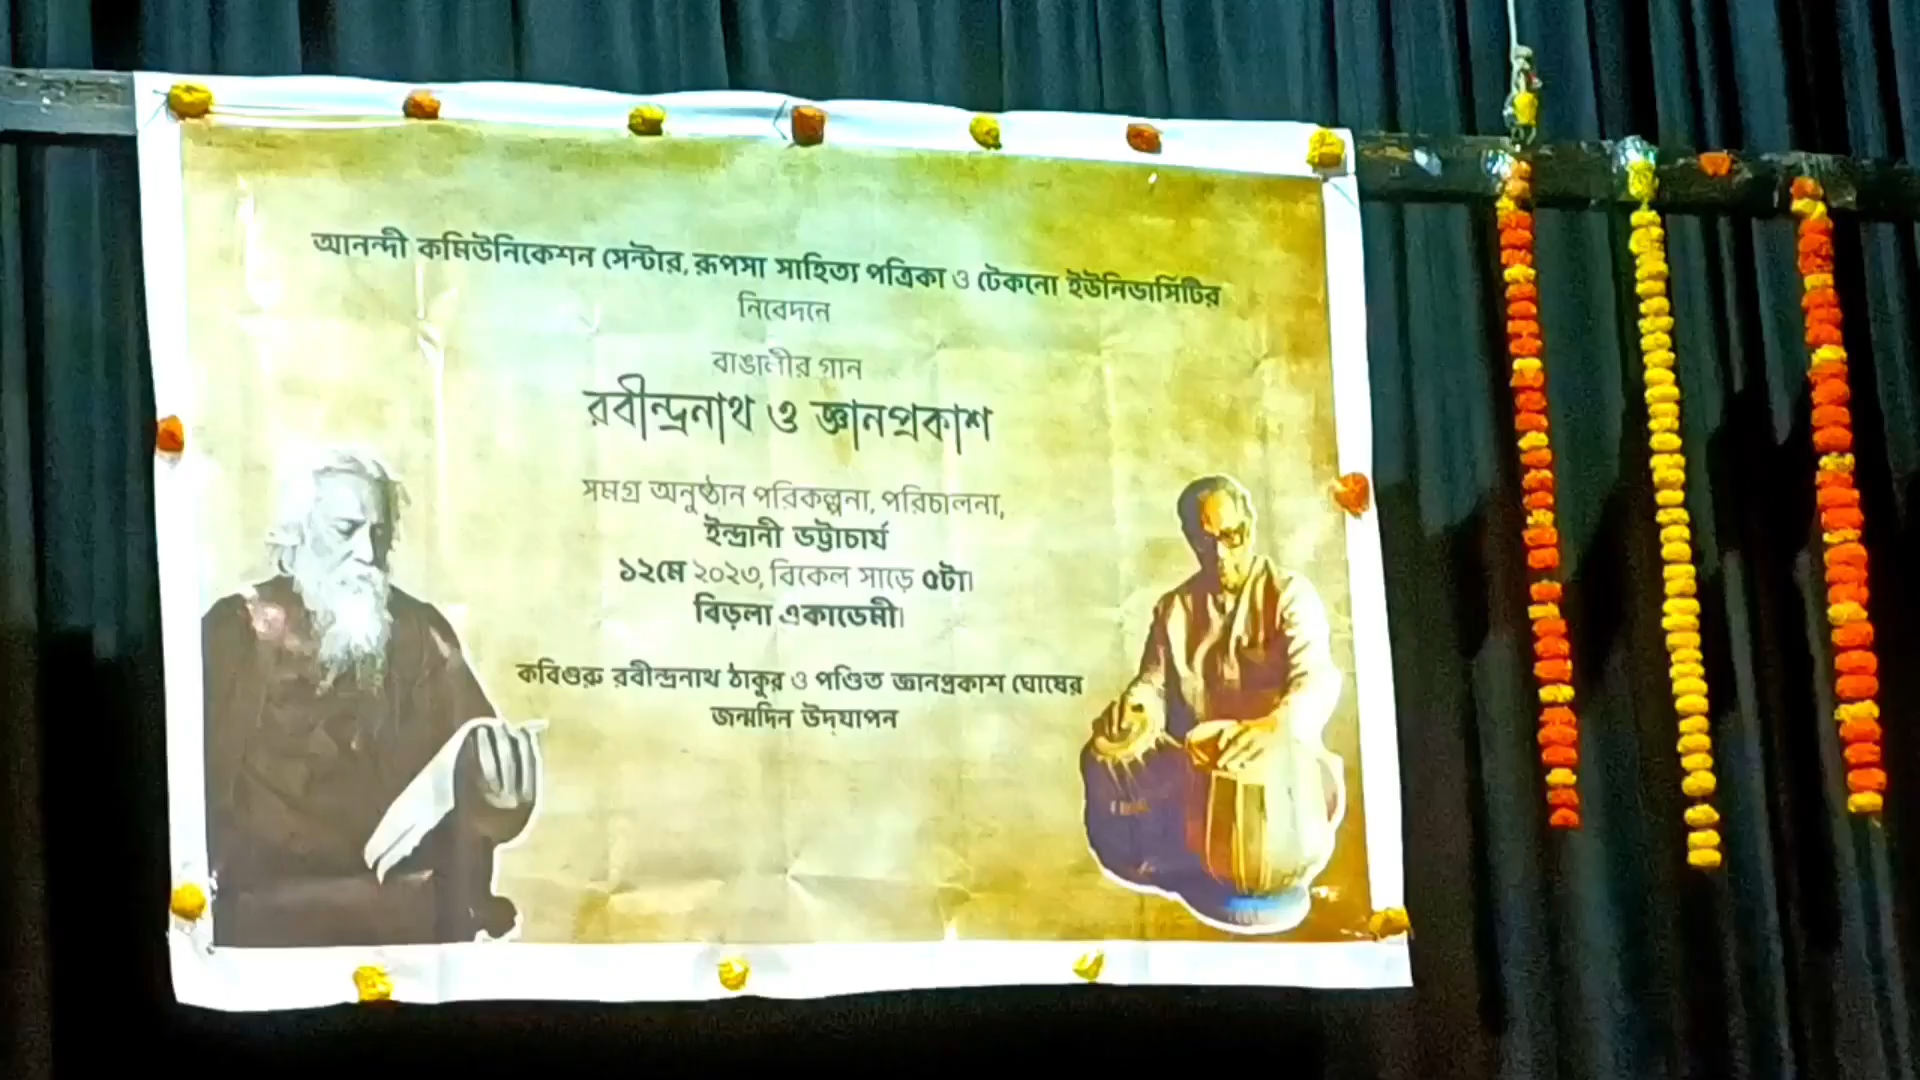 আনন্দী কমিউনিকেশন সেন্টার, রূপসা সাহিত্য পত্রিকা ও টেকনো ইউনিভার্সিটির
নিবেদনে
বাঙালীর গান
রবীন্দ্রনাথ ও জ্ঞানপ্রকাশ
সমগ্র অনুষ্ঠান পরিকল্পনা, পরিচালনা,
ইন্দ্রানী ভট্টাচার্য
১২মে ২০২৩, বিকেল সাড়ে ৫টা।
বিড়লা একাডেমী।
কবিগুরু রবীন্দ্রনাথ ঠাকুর ও পণ্ডিত জ্ঞানপ্রকাশ ঘোষের
জন্মদিন উদ্‌যাপন